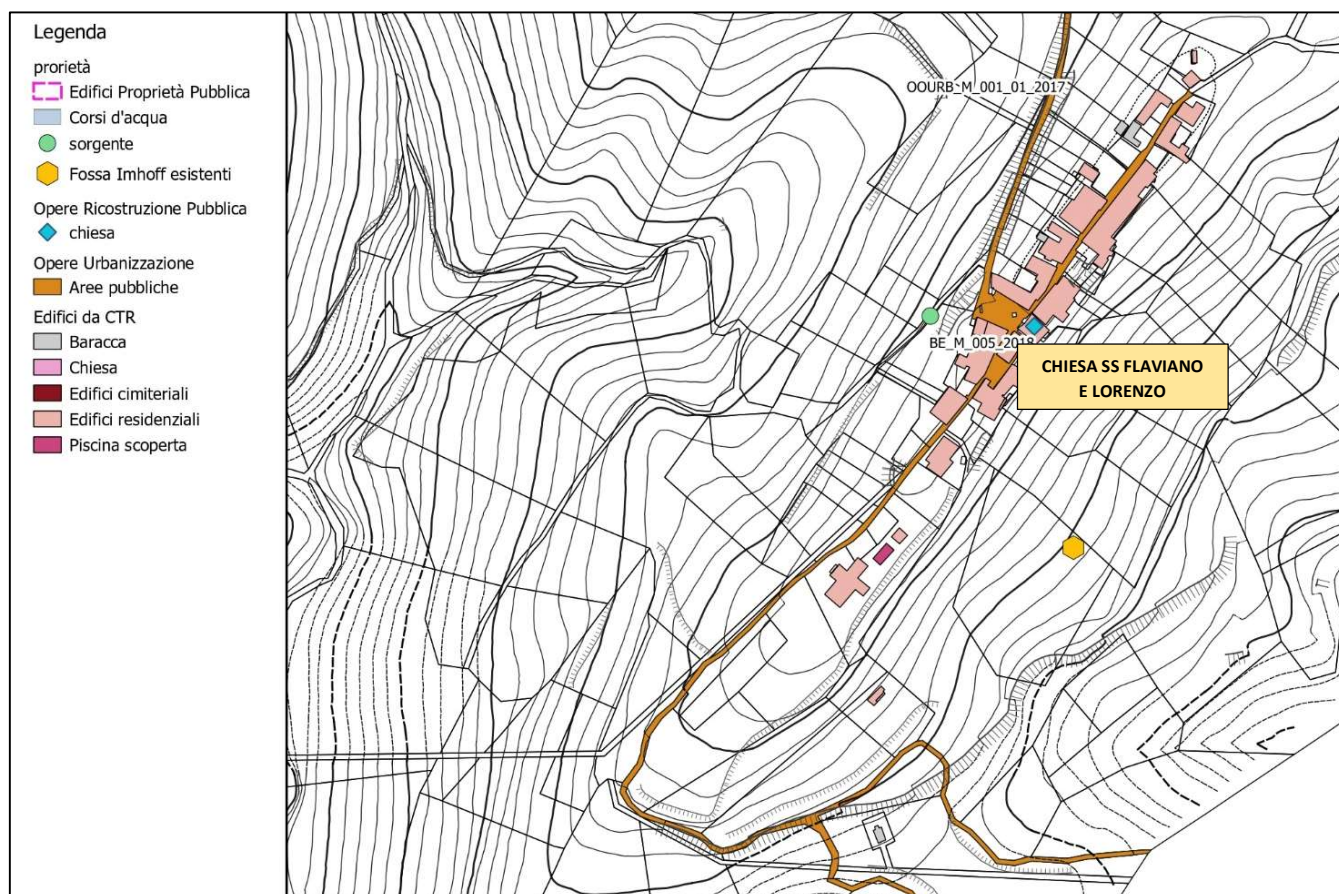 Legenda
prorietà
Edifici Proprietà Pubblica
Corsi d'acqua
sorgente
Fossa Imhoff esistenti
Opere Ricostruzione Pubblica
chiesa
Opere Urbanizzazione
Aree pubbliche
Edifici da CTR
Baracca
Chiesa
Edifici cimiteriali
Edifici residenziali
Piscina scoperta
OOURB_M_001_01_2017
BE_M_005_2018
CHIESA SS FLAVIANO
E LORENZO